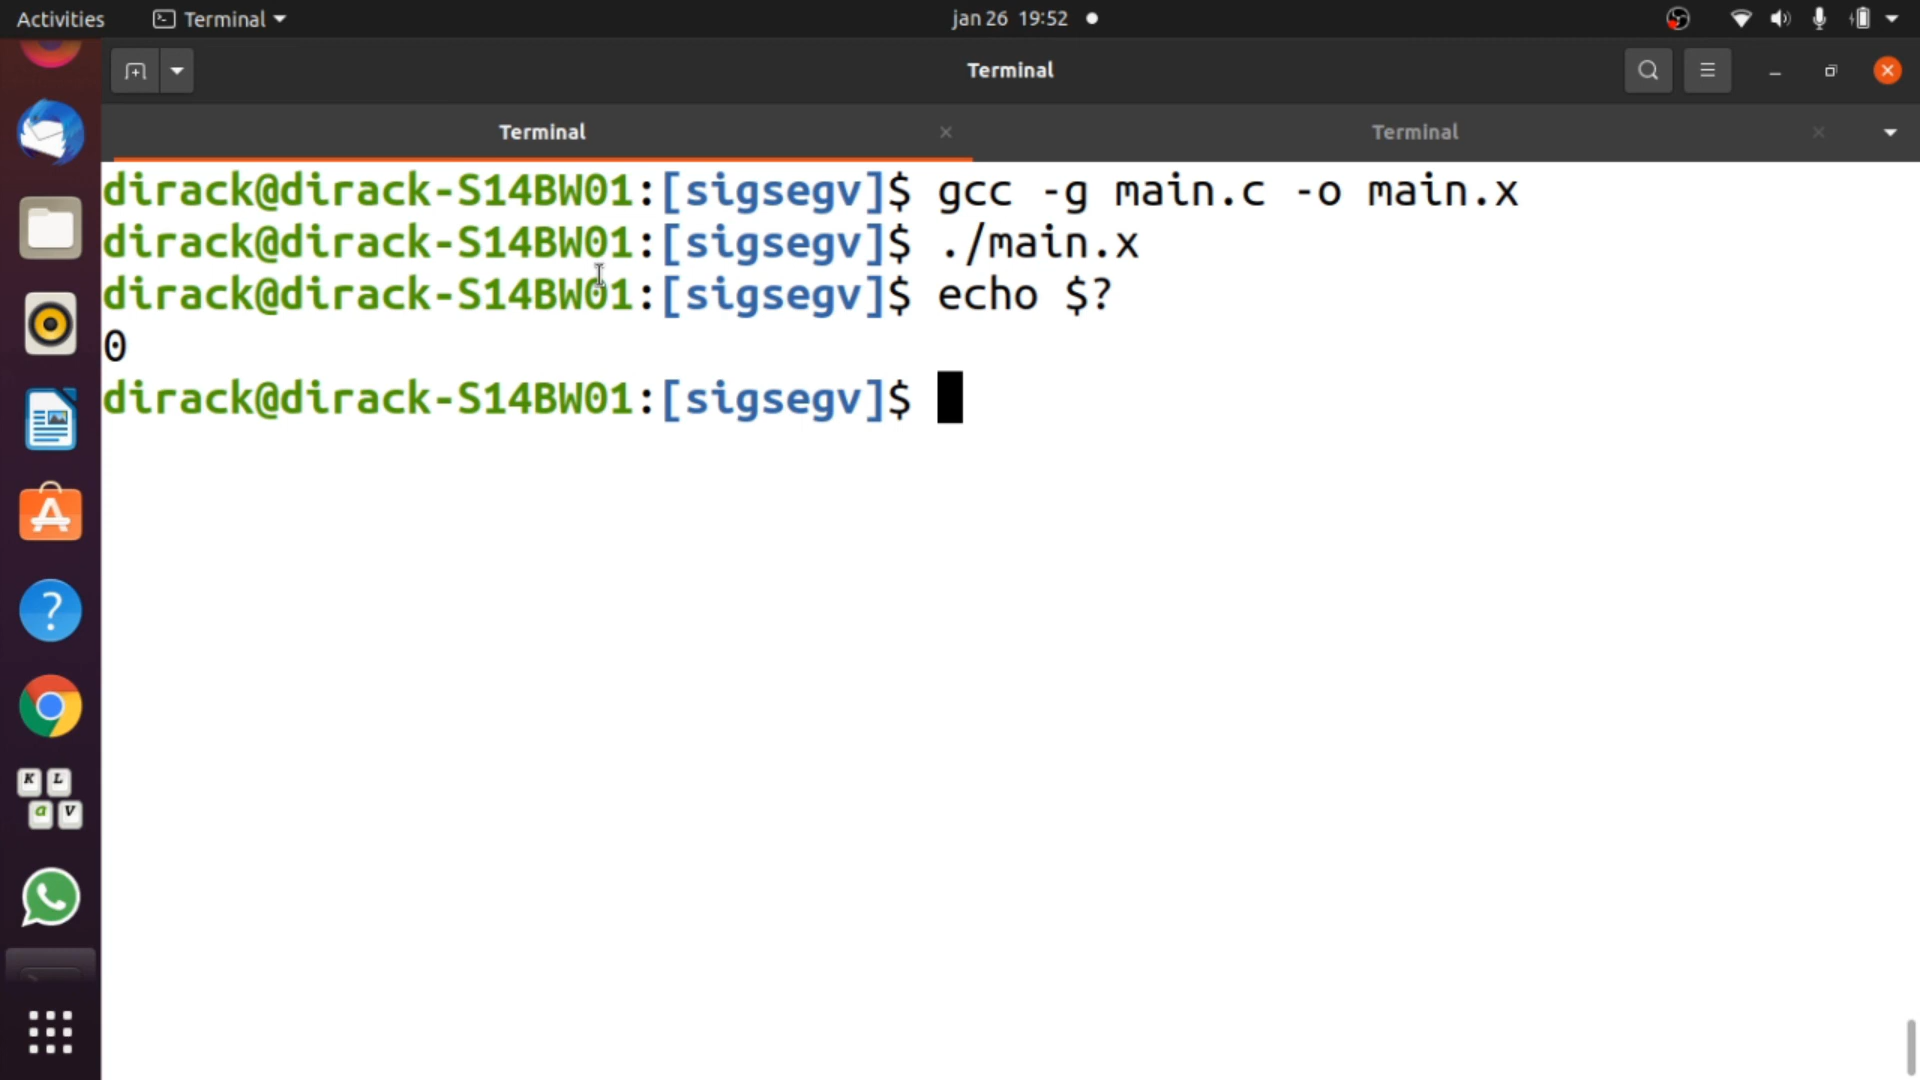 Activities
Terminal
jan 26 19:52
Terminal
Terminal
Terminal
dirack@dirack-S14BW01:[sigsegv]$ gcc -g main.c -o main.x
dirack@dirack-S14BW01:[sigsegv]$ ./main.x
dirack@dirack-S14BW01:[sigsegv]$ echo $?
0
dirack@dirack-S14BW01:[sigsegv]$
K L
a V